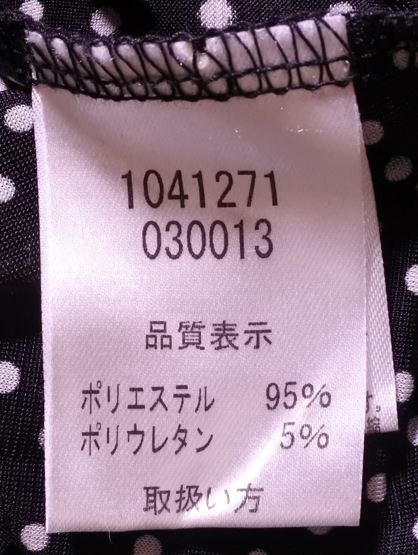 1041271
030013
品質表示
ポリエステル 95%
ポリウレタン 5%
取扱い方